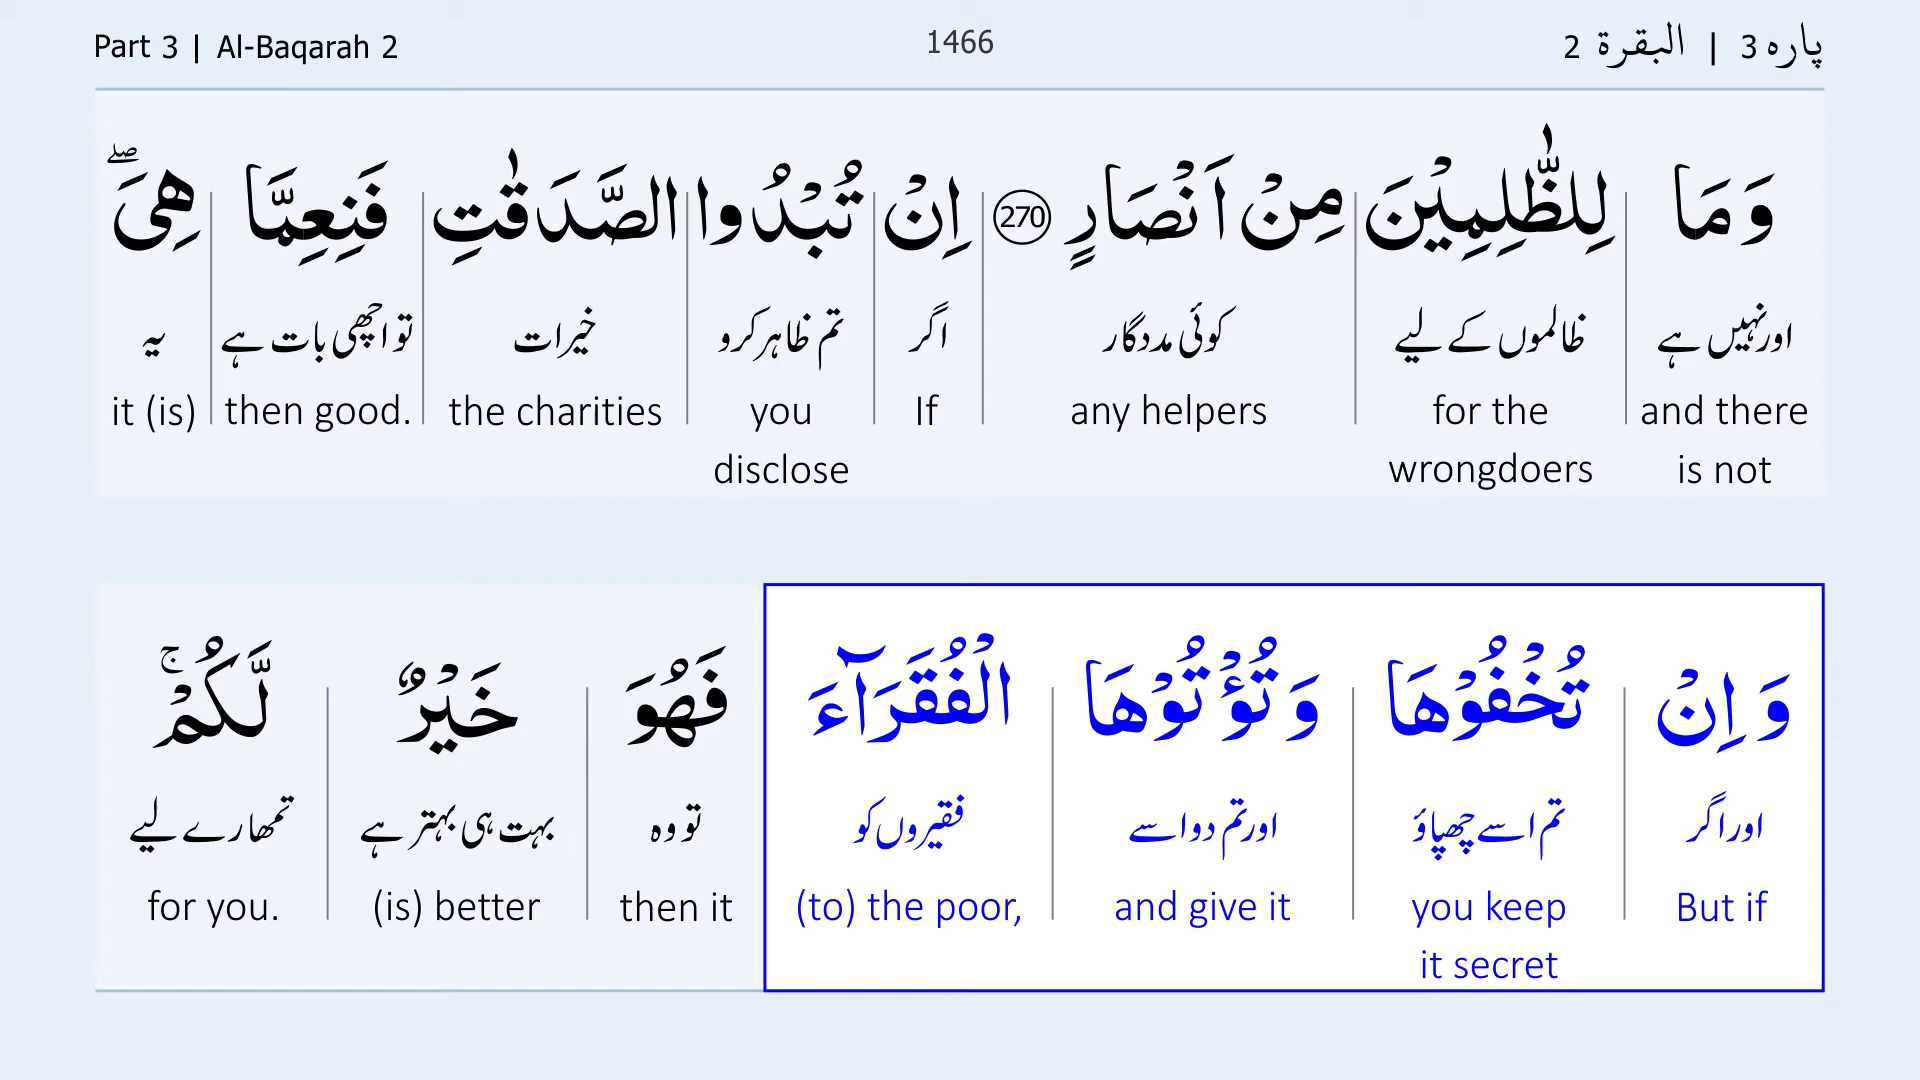 Part 3 | Al-Baqarah 2 1466 پارہ 3 | البقرة 2
وَمَا لِلظّٰلِمِيْنَ مِنْ اَنْصَارٍ 270 اِنْ تُبْدُوا الصَّدَقٰتِ فَنِعِمَّا هِىَ ۖ
اور نہیں ہے ظالموں کے لیے کوئی مددگار اگر تم ظاہر کرو خیرات تو اچھی بات ہے یہ
and there for the any helpers If you the charities then good. it (is)
is not wrongdoers disclose
وَ اِنْ تُخْفُوْهَا وَ تُؤْتُوْهَا الْفُقَرَآءَ فَهُوَ خَيْرٌ لَّكُمْ ۚ
اور اگر تم اسے چھپاؤ اور تم دو اسے فقیروں کو تو وہ بہت ہی بہتر ہے تمھارے لیے
But if you keep and give it (to) the poor, then it (is) better for you.
it secret